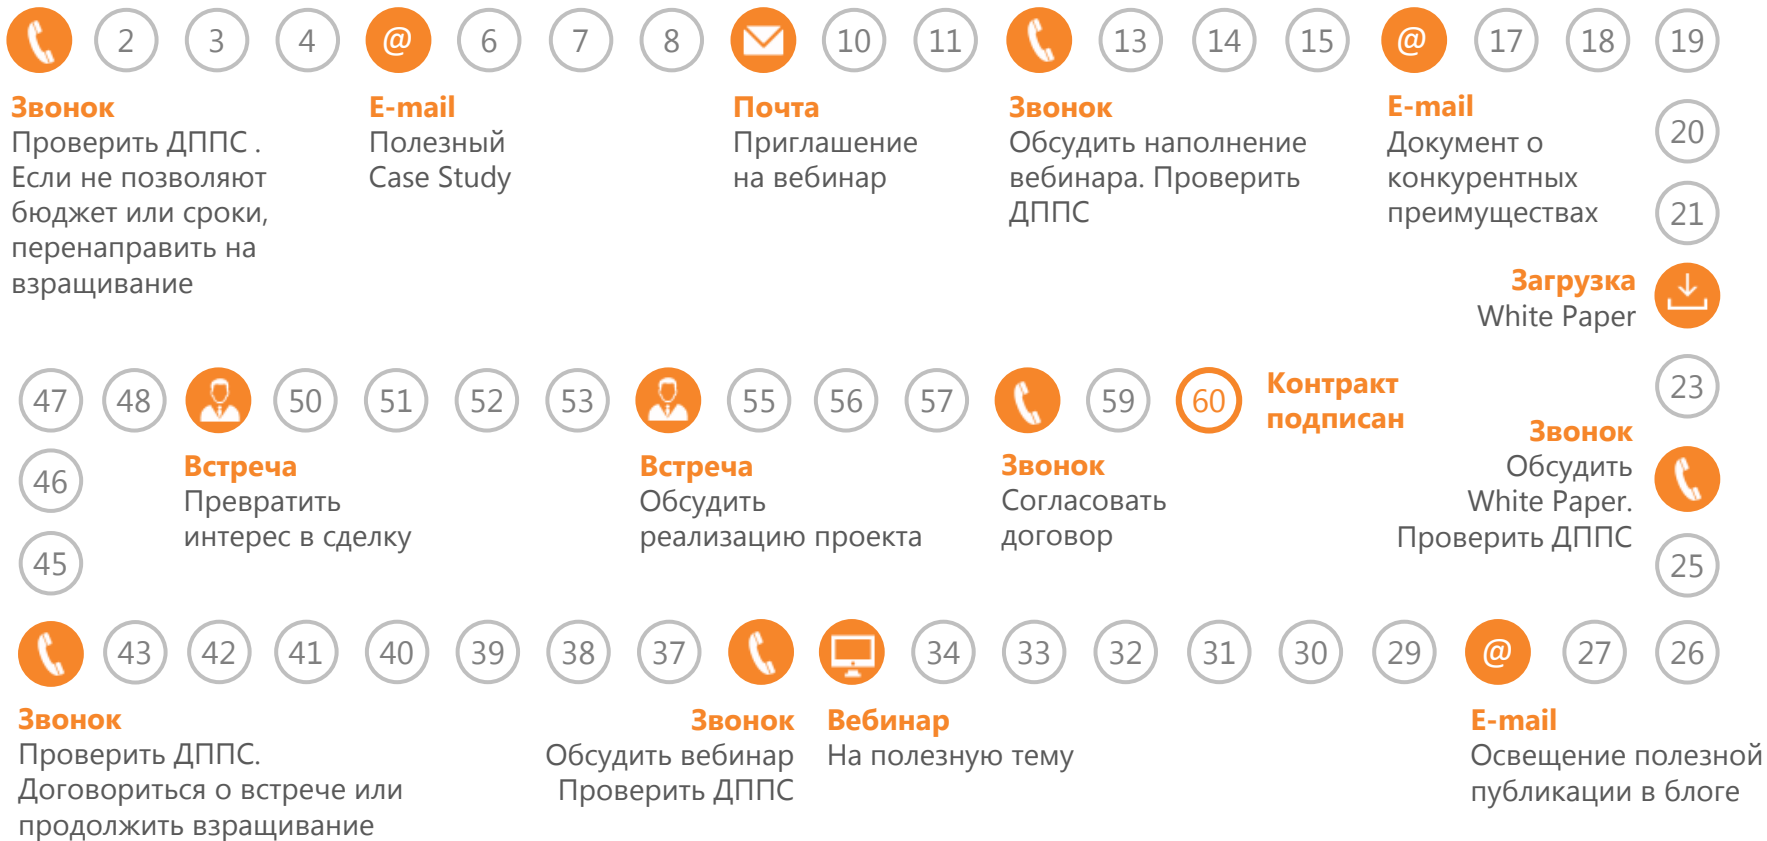 2 3 4 @ 6 7 8 10 11 13 14 15 @ 17 18 19
Звонок
Проверить ДППС .
Если не позволяют
бюджет или сроки,
перенаправить на
взращивание
E-mail
Полезный
Case Study
Почта
Приглашение
на вебинар
Звонок
Обсудить наполнение
вебинара. Проверить
ДППС
E-mail
Документ о
конкурентных
преимуществах
20
21
Загрузка
White Paper
23
Звонок
Обсудить
White Paper.
Проверить ДППС
25
26
27
@
29
30
31
32
33
34
37
38
39
40
41
42
43
E-mail
Освещение полезной
публикации в блоге
Вебинар
На полезную тему
Звонок
Обсудить вебинар
Проверить ДППС
Звонок
Проверить ДППС.
Договориться о встрече или
продолжить взращивание
45
46
47 48 50 51 52 53 55 56 57 59 60
Встреча
Превратить
интерес в сделку
Встреча
Обсудить
реализацию проекта
Звонок
Согласовать
договор
Контракт
подписан